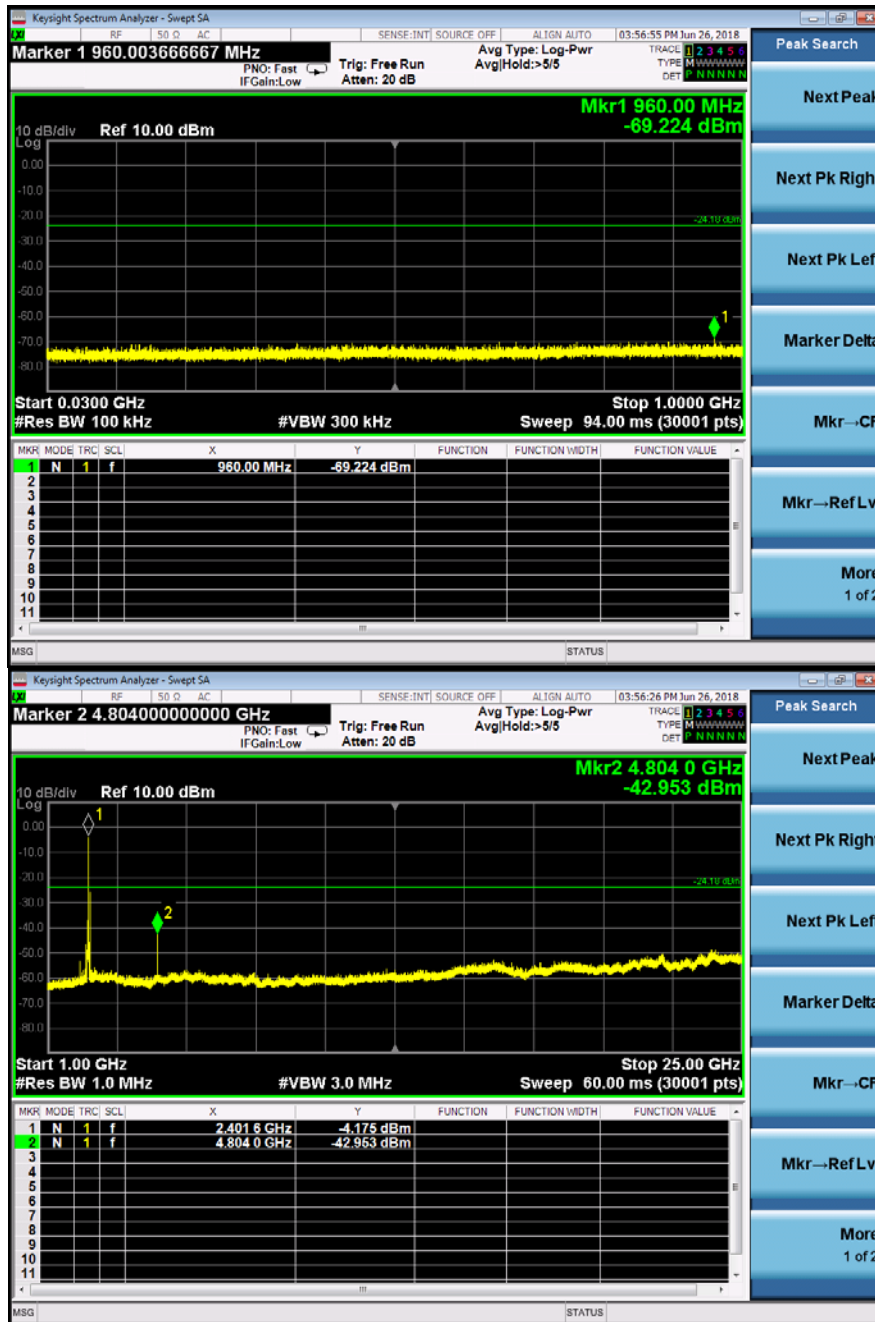 Keysight Spectrum Analyzer - Swept SA
LXI RF 50 Ω AC SENSE:INT SOURCE OFF ALIGN AUTO 03:56:55 PM Jun 26, 2018
Marker 1 960.003666667 MHz
PNO: Fast
IFGain:Low
Trig: Free Run
Atten: 20 dB
Avg Type: Log-Pwr
Avg|Hold:>5/5
TRACE 1 2 3 4 5 6
TYPE M WWWWW
DET P N N N N N
Mkr1 960.00 MHz
-69.224 dBm
10 dB/div Ref 10.00 dBm
Log
0.00
-10.0
-20.0
-24.18 dBm
-30.0
-40.0
-50.0
-60.0
1
-70.0
-80.0
Start 0.0300 GHz Stop 1.0000 GHz
#Res BW 100 kHz #VBW 300 kHz Sweep 94.00 ms (30001 pts)
MKR MODE TRC SCL X Y FUNCTION FUNCTION WIDTH FUNCTION VALUE
1 N 1 f 960.00 MHz -69.224 dBm
2
3
4
5
6
7
8
9
10
11
MSG STATUS
Peak Search
Next Peak
Next Pk Righ
Next Pk Lef
Marker Delta
Mkr→CF
Mkr→Ref Lv
More
1 of 2
Keysight Spectrum Analyzer - Swept SA
LXI RF 50 Ω AC SENSE:INT SOURCE OFF ALIGN AUTO 03:56:26 PM Jun 26, 2018
Marker 2 4.804000000000 GHz
PNO: Fast
IFGain:Low
Trig: Free Run
Atten: 20 dB
Avg Type: Log-Pwr
Avg|Hold:>5/5
TRACE 1 2 3 4 5 6
TYPE M WWWWW
DET P N N N N N
Mkr2 4.804 0 GHz
-42.953 dBm
10 dB/div Ref 10.00 dBm
Log
1
0.00
-10.0
-20.0
-24.18 dBm
-30.0
2
-40.0
-50.0
-60.0
-70.0
-80.0
Start 1.00 GHz Stop 25.00 GHz
#Res BW 1.0 MHz #VBW 3.0 MHz Sweep 60.00 ms (30001 pts)
MKR MODE TRC SCL X Y FUNCTION FUNCTION WIDTH FUNCTION VALUE
1 N 1 f 2.401 6 GHz -4.175 dBm
2 N 1 f 4.804 0 GHz -42.953 dBm
3
4
5
6
7
8
9
10
11
MSG STATUS
Peak Search
Next Peak
Next Pk Righ
Next Pk Lef
Marker Delta
Mkr→CF
Mkr→Ref Lv
More
1 of 2